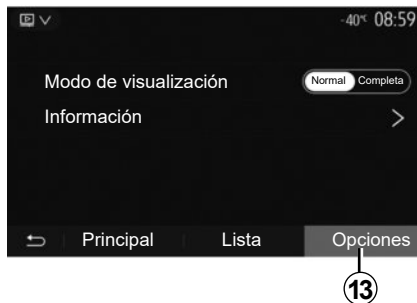 -40°C 08:59
Modo de visualización Normal Completa
Información
Principal Lista Opciones
13